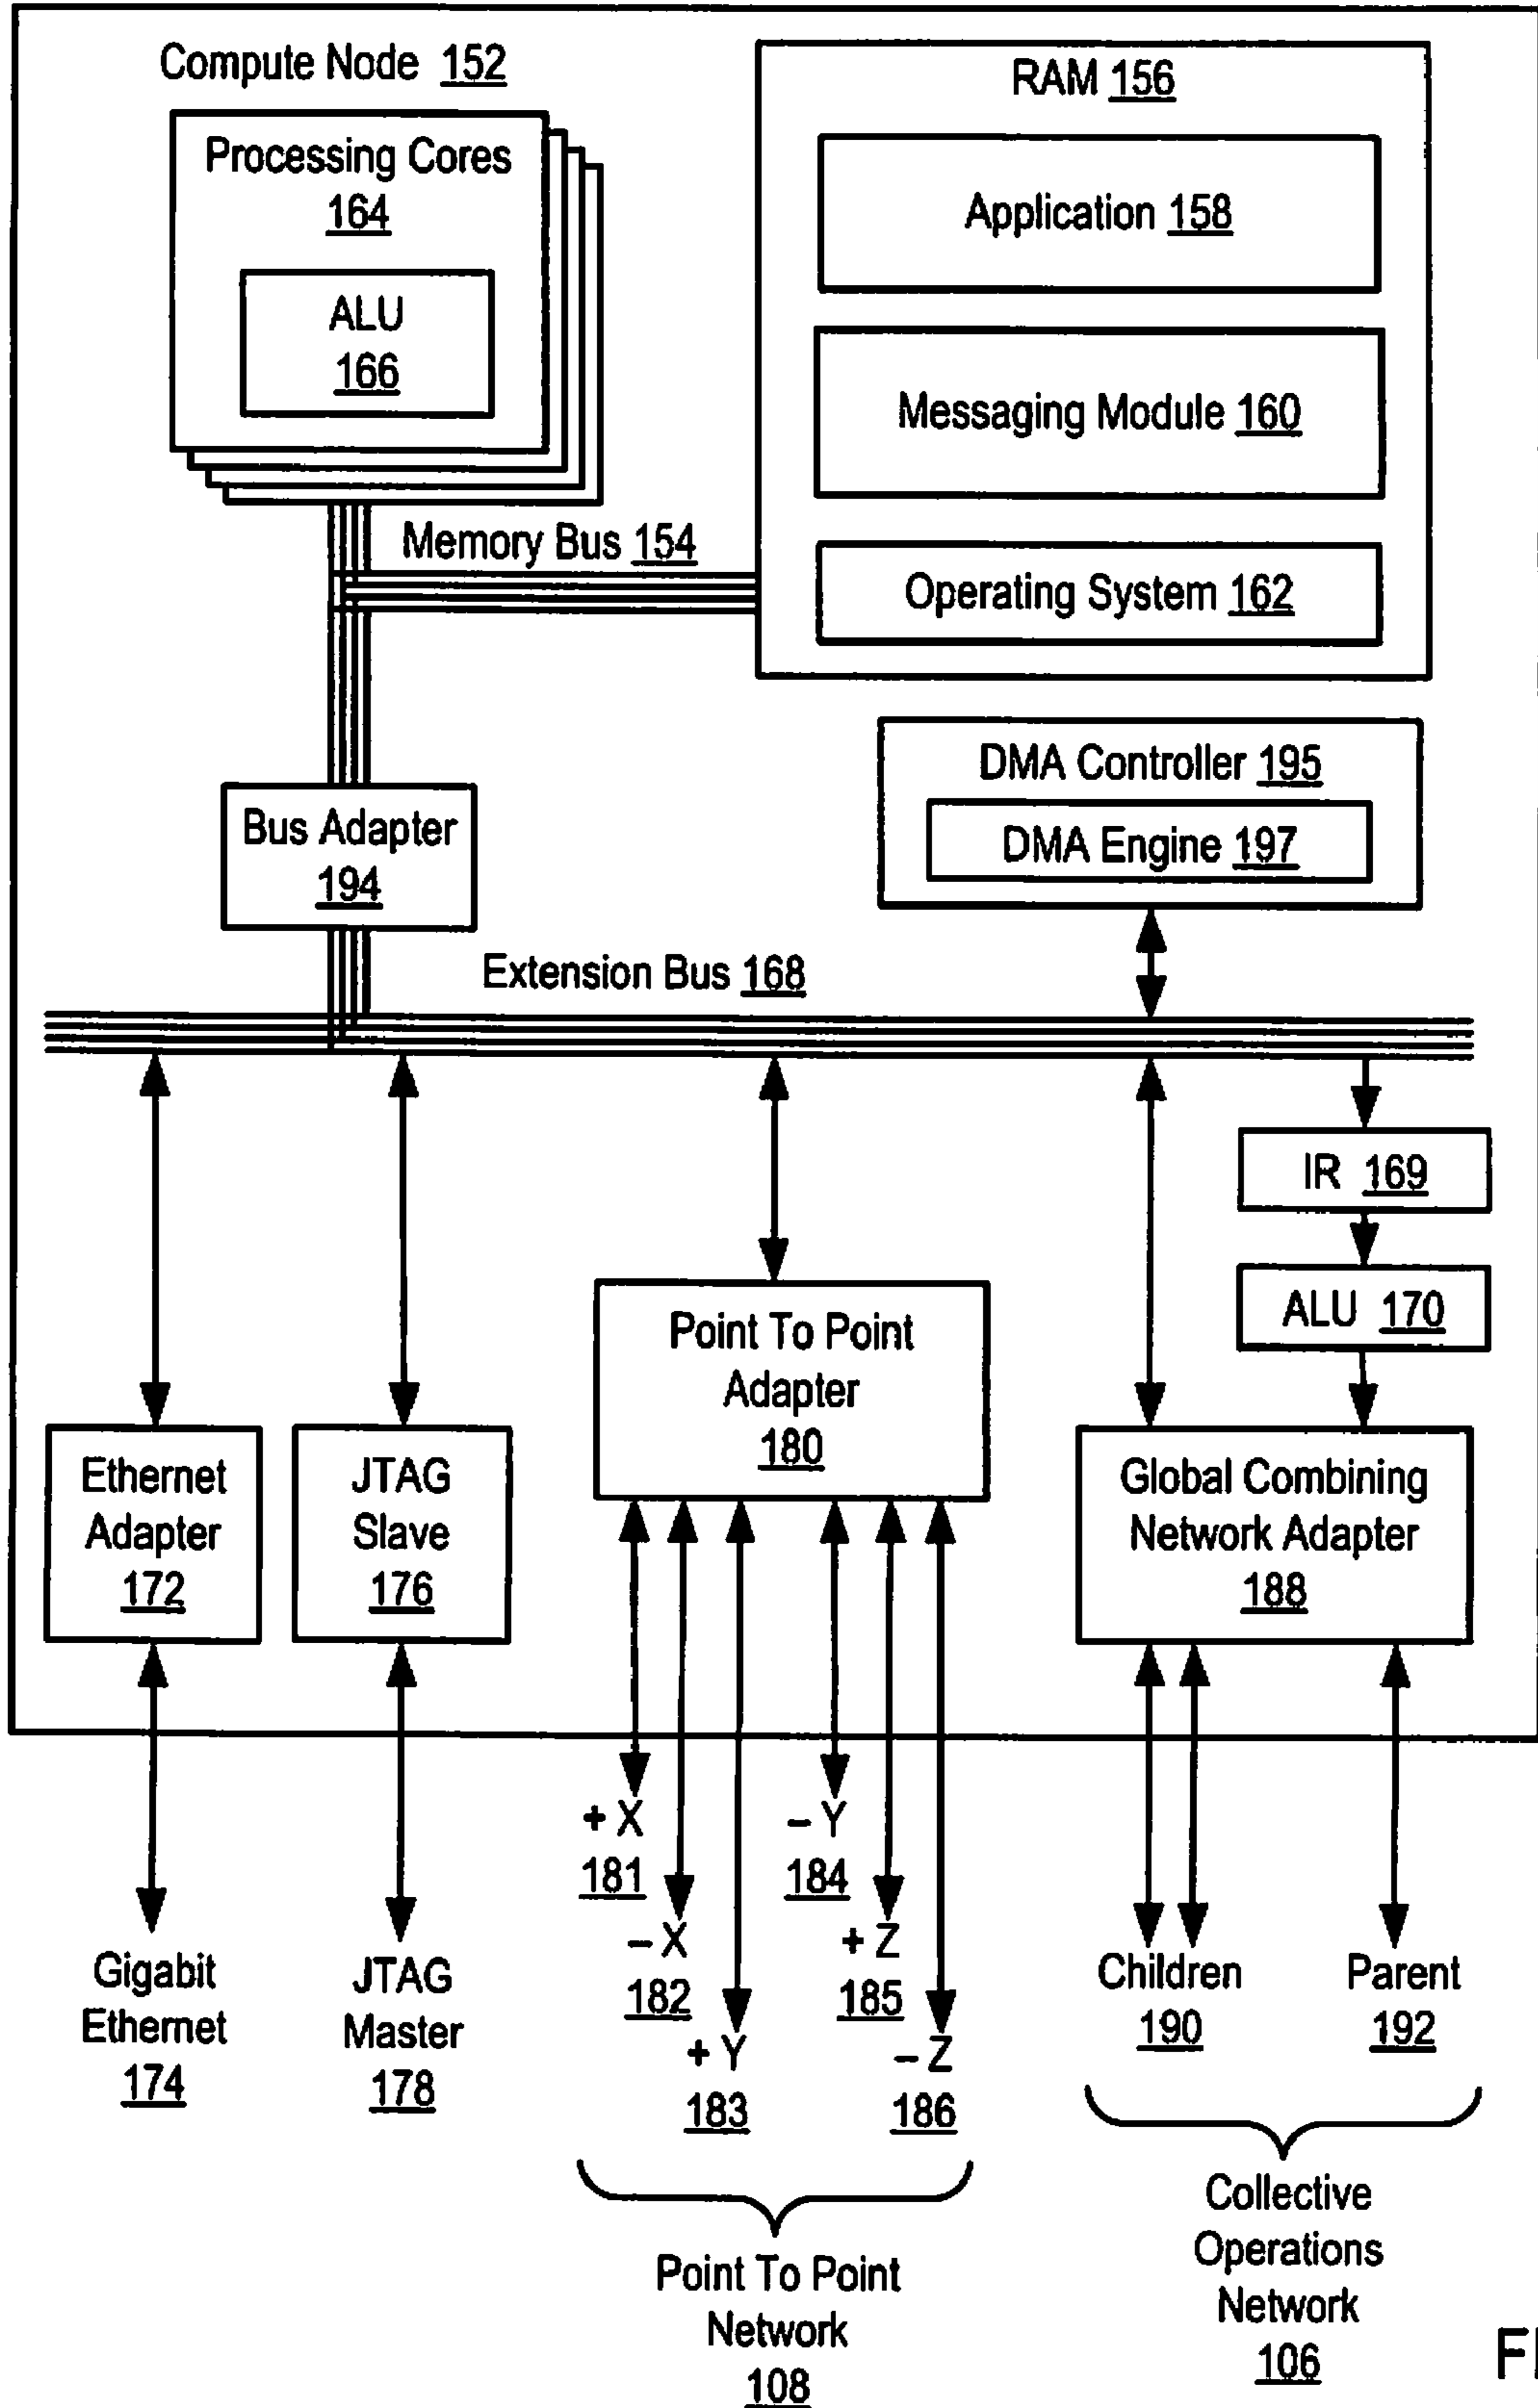 Compute Node 152
Processing Cores
164
ALU
166
RAM 156
Application 158
Messaging Module 160
Operating System 162
Memory Bus 154
DMA Controller 195
DMA Engine 197
Bus Adapter
194
Extension Bus 168
IR 169
ALU 170
Point To Point
Adapter
180
Ethernet
Adapter
172
JTAG
Slave
176
Global Combining
Network Adapter
188
+ X
181
– X
182
+ Y
183
– Y
184
+ Z
185
– Z
186
Gigabit
Ethernet
174
JTAG
Master
178
Children
190
Parent
192
Point To Point
Network
108
Collective
Operations
Network
106